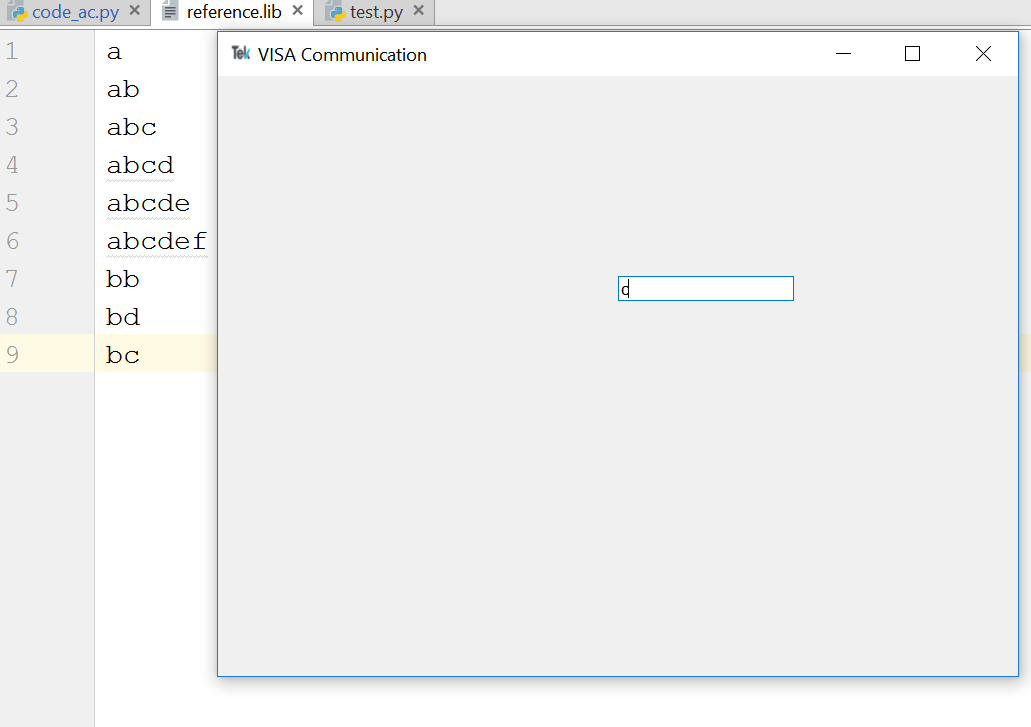 code_ac.py reference.lib test.py
Tek VISA Communication
1 a
2 ab
3 abc
4 abcd
5 abcde
6 abcdef
7 bb
8 bd
9 bc